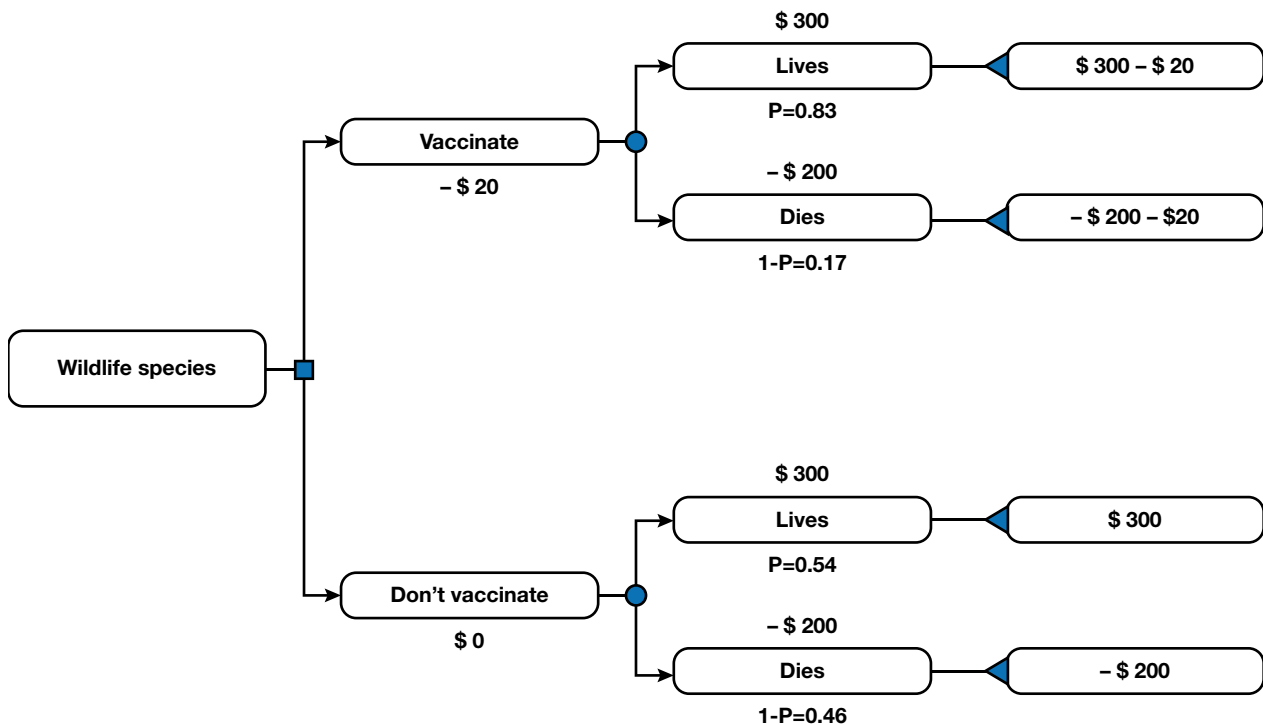 $ 300
Lives
$ 300 – $ 20
P=0.83
Vaccinate
– $ 20
– $ 200
Dies
– $ 200 – $20
1-P=0.17
Wildlife species
$ 300
Lives
$ 300
P=0.54
Don’t vaccinate
$ 0
– $ 200
Dies
– $ 200
1-P=0.46